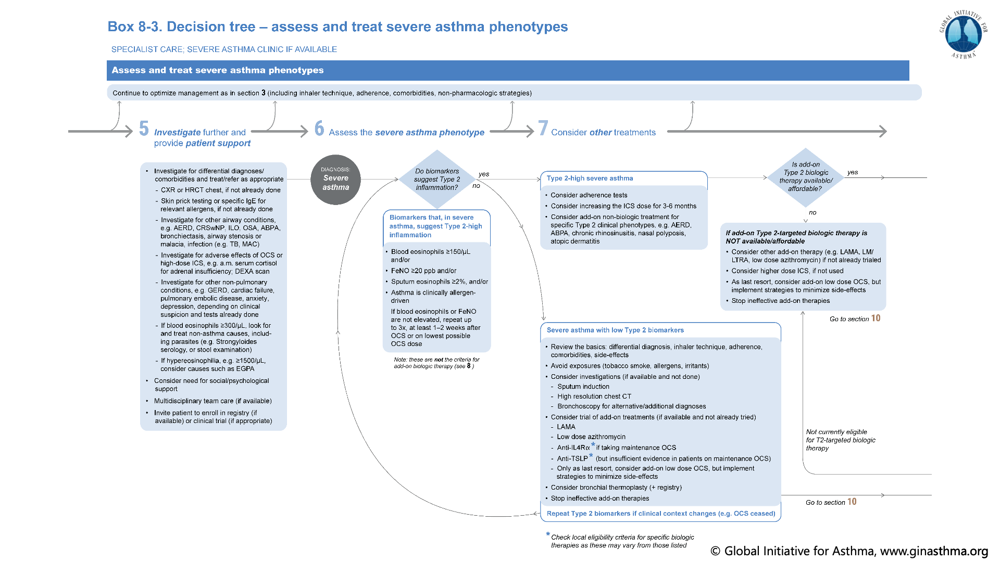 Box 8-3. Decision tree – assess and treat severe asthma phenotypes
GLOBAL INITIATIVE FOR
ASTHMA
SPECIALIST CARE; SEVERE ASTHMA CLINIC IF AVAILABLE
Assess and treat severe asthma phenotypes
Continue to optimize management as in section 3 (including inhaler technique, adherence, comorbidities, non-pharmacologic strategies)
5 Investigate further and
provide patient support
• Investigate for differential diagnoses/
comorbidities and treat/refer as appropriate
- CXR or HRCT chest, if not already done
- Skin prick testing or specific IgE for
relevant allergens, if not already done
- Investigate for other airway conditions,
e.g. AERD, CRSwNP, ILO, OSA, ABPA,
bronchiectasis, airway stenosis or
malacia, infection (e.g. TB, MAC)
- Investigate for adverse effects of OCS or
high-dose ICS, e.g. a.m. serum cortisol
for adrenal insufficiency; DEXA scan
- Investigate for other non-pulmonary
conditions, e.g. GERD, cardiac failure,
pulmonary embolic disease, anxiety,
depression, depending on clinical
suspicion and tests already done
- If blood eosinophils ≥300/µL, look for
and treat non-asthma causes, includ-
ing parasites (e.g. Strongyloides
serology, or stool examination)
- If hypereosinophilia, e.g. ≥1500/µL,
consider causes such as EGPA
• Consider need for social/psychological
support
• Multidisciplinary team care (if available)
• Invite patient to enroll in registry (if
available) or clinical trial (if appropriate)
DIAGNOSIS:
Severe
asthma
6 Assess the severe asthma phenotype
Do biomarkers
suggest Type 2
inflammation?
yes
no
Biomarkers that, in severe
asthma, suggest Type 2-high
inflammation
• Blood eosinophils ≥150/µL
and/or
• FeNO ≥20 ppb and/or
• Sputum eosinophils ≥2%, and/or
• Asthma is clinically allergen-
driven
If blood eosinophils or FeNO
are not elevated, repeat up
to 3x, at least 1–2 weeks after
OCS or on lowest possible
OCS dose
Note: these are not the criteria for
add-on biologic therapy (see 8 )
7 Consider other treatments
Type 2-high severe asthma
• Consider adherence tests
• Consider increasing the ICS dose for 3-6 months
• Consider add-on non-biologic treatment for
specific Type 2 clinical phenotypes, e.g. AERD,
ABPA, chronic rhinosinusitis, nasal polyposis,
atopic dermatitis
Is add-on
Type 2 biologic
therapy available/
affordable?
yes
no
If add-on Type 2-targeted biologic therapy is
NOT available/affordable
• Consider other add-on therapy (e.g. LAMA, LM/
LTRA, low dose azithromycin) if not already trialed
• Consider higher dose ICS, if not used
• As last resort, consider add-on low dose OCS, but
implement strategies to minimize side-effects
• Stop ineffective add-on therapies
Go to section 10
Severe asthma with low Type 2 biomarkers
• Review the basics: differential diagnosis, inhaler technique, adherence,
comorbidities, side-effects
• Avoid exposures (tobacco smoke, allergens, irritants)
• Consider investigations (if available and not done)
- Sputum induction
- High resolution chest CT
- Bronchoscopy for alternative/additional diagnoses
• Consider trial of add-on treatments (if available and not already tried)
- LAMA
- Low dose azithromycin
- Anti-IL4Rα * if taking maintenance OCS
- Anti-TSLP * (but insufficient evidence in patients on maintenance OCS)
- Only as last resort, consider add-on low dose OCS, but implement
strategies to minimize side-effects
• Consider bronchial thermoplasty (+ registry)
• Stop ineffective add-on therapies
Repeat Type 2 biomarkers if clinical context changes (e.g. OCS ceased)
Not currently eligible
for T2-targeted biologic
therapy
Go to section 10
* Check local eligibility criteria for specific biologic
therapies as these may vary from those listed
© Global Initiative for Asthma, www.ginasthma.org